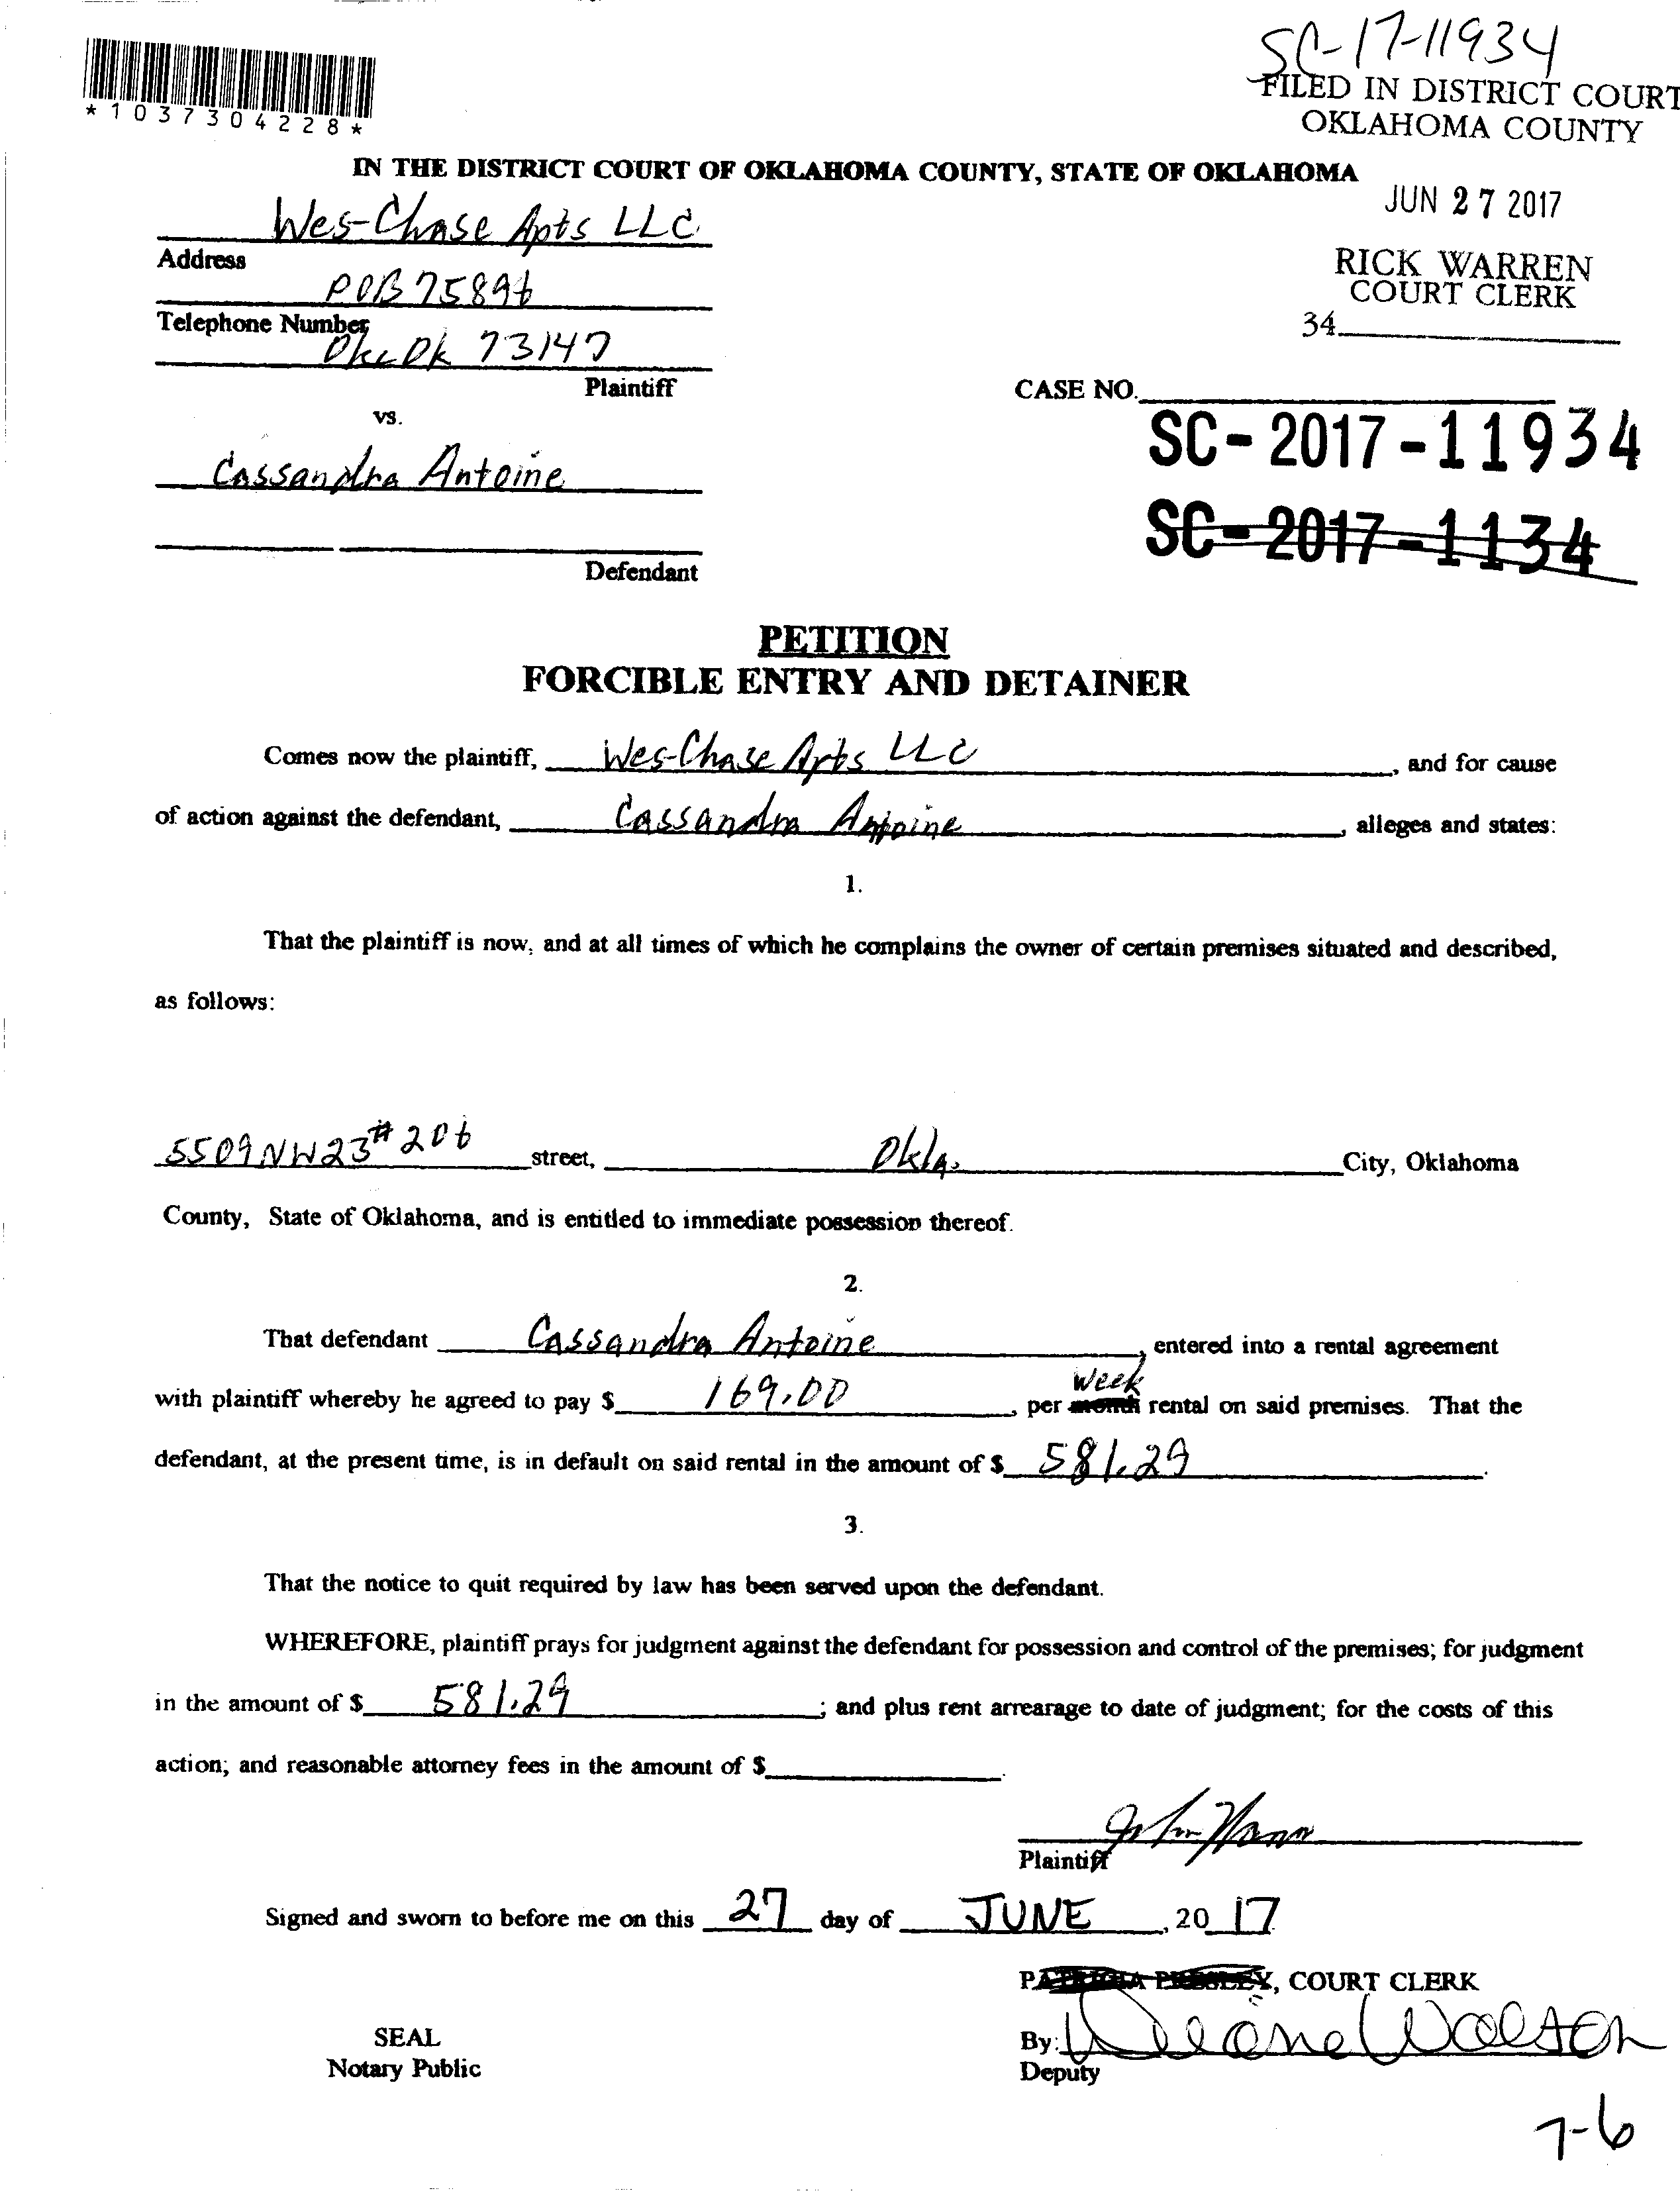 SC-17-11934
FILED IN DISTRICT COURT
OKLAHOMA COUNTY
*1037304228*
IN THE DISTRICT COURT OF OKLAHOMA COUNTY, STATE OF OKLAHOMA
JUN 27 2017
Wes-Chase Apts LLC
Address
POB 75896
RICK WARREN
COURT CLERK
Telephone Number
34
Okc Ok 73147
Plaintiff
CASE NO.
vs.
SC-2017-11934
Cassandra Antoine
SC-2017-1134
Defendant
PETITION
FORCIBLE ENTRY AND DETAINER
Comes now the plaintiff, Wes-Chase Apts LLC, and for cause
of action against the defendant, Cassandra Antoine, alleges and states:
1.
That the plaintiff is now, and at all times of which he complains the owner of certain premises situated and described,
as follows:
5509 NW 23 #206 street, Okla. City, Oklahoma
County, State of Oklahoma, and is entitled to immediate possession thereof.
2.
That defendant Cassandra Antoine, entered into a rental agreement
week
with plaintiff whereby he agreed to pay $ 169.00, per month rental on said premises. That the
defendant, at the present time, is in default on said rental in the amount of $ 581.29.
3.
That the notice to quit required by law has been served upon the defendant.
WHEREFORE, plaintiff prays for judgment against the defendant for possession and control of the premises; for judgment
in the amount of $ 581.29; and plus rent arrearage to date of judgment; for the costs of this
action; and reasonable attorney fees in the amount of $.
Plaintiff
Signed and sworn to before me on this 27 day of JUNE, 20 17
PATRICIA PRESLEY, COURT CLERK
SEAL
By:
Notary Public
Deputy
7-6